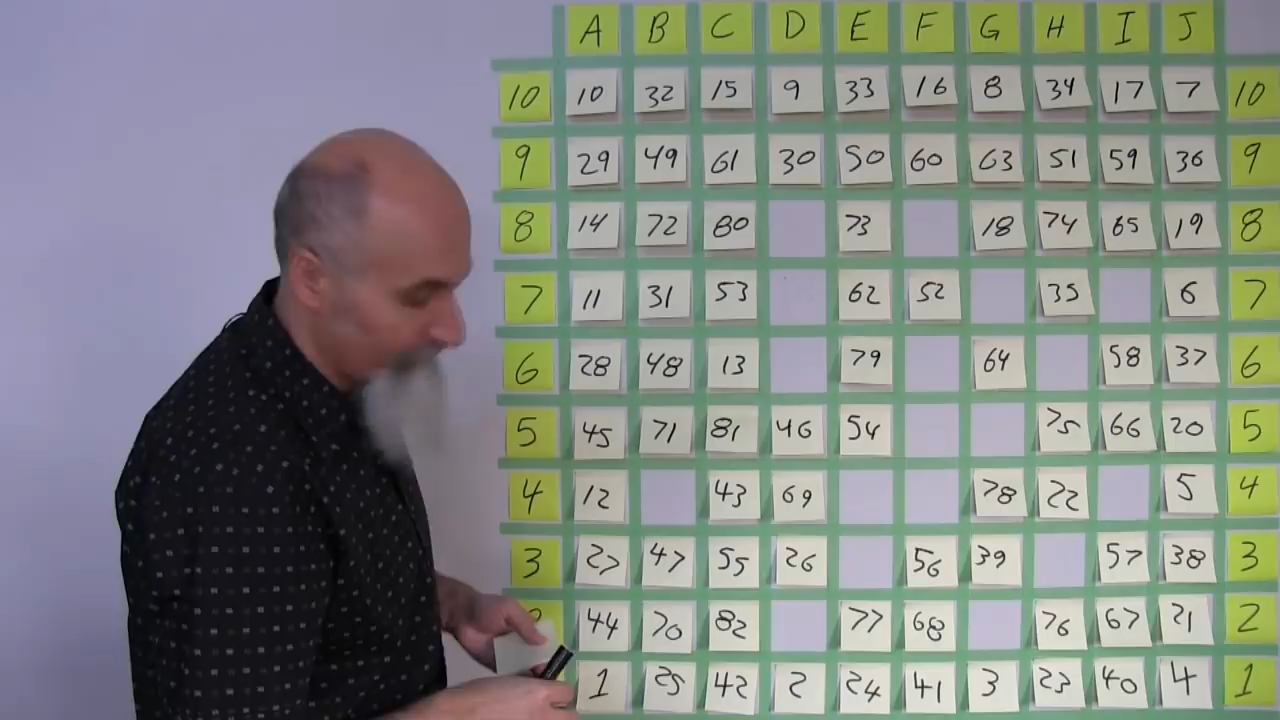 A B C D E F G H I J
10 10 32 15 9 33 16 8 34 17 7 10
9 29 49 61 30 50 60 63 51 59 36 9
8 14 72 80 73 18 74 65 19 8
7 11 31 53 62 52 35 6 7
6 28 48 13 79 64 58 37 6
5 45 71 81 46 54 75 66 20 5
4 12 43 69 78 22 5 4
3 27 47 55 26 56 39 57 38 3
44 70 82 77 68 76 67 21 2
1 25 42 2 24 41 3 23 40 4 1